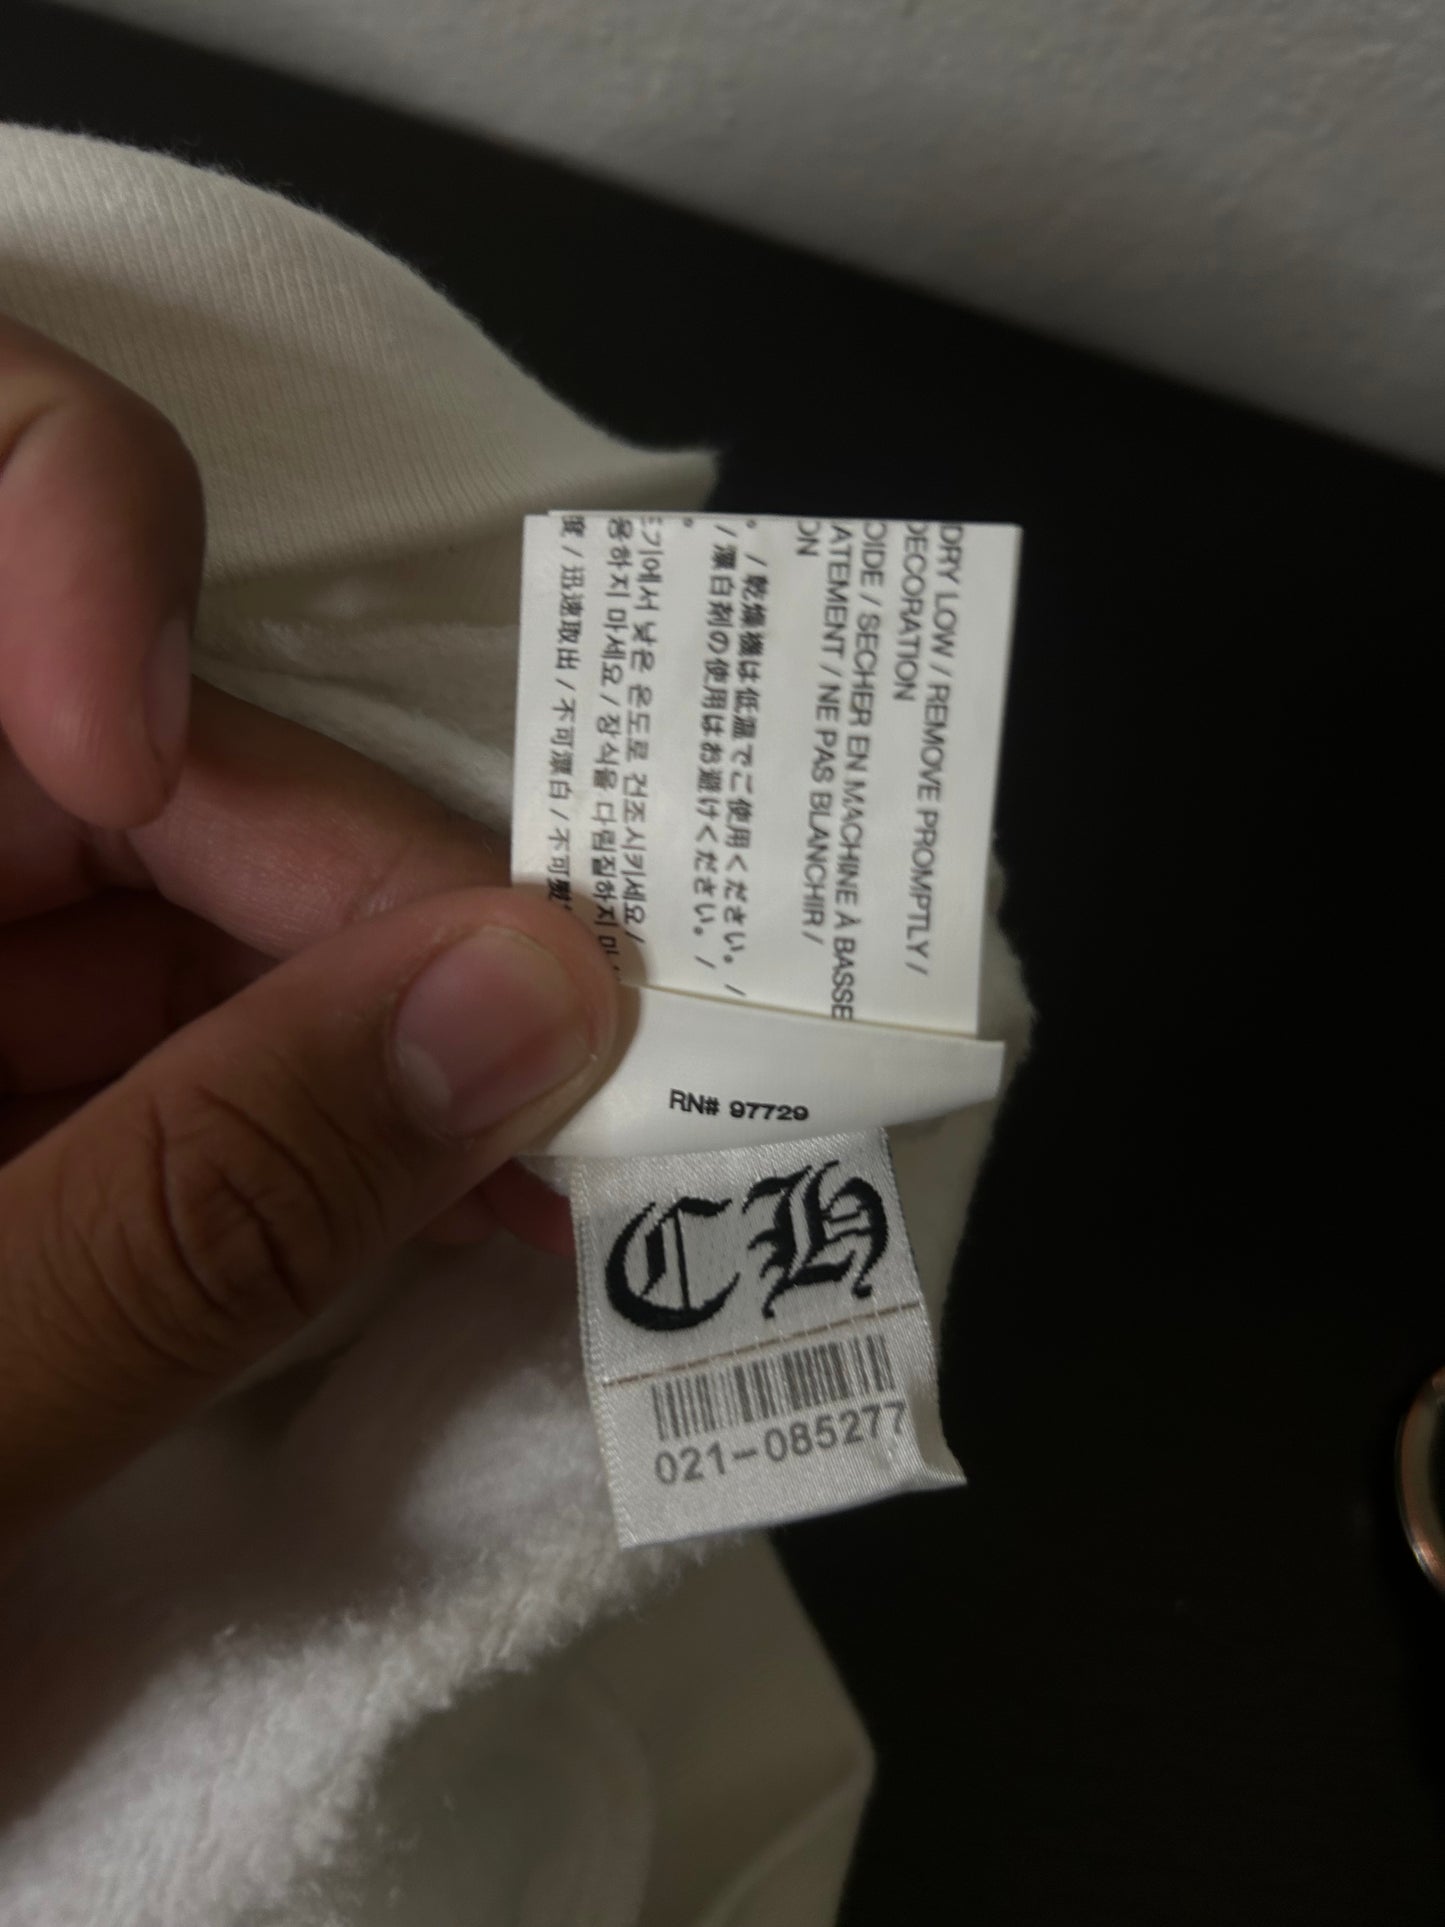 DRY LOW / REMOVE PROMPTLY /
DECORATION
OIDE / SECHER EN MACHINE À BASSE
ATEMENT / NE PAS BLANCHIR /
ON
。/ 乾燥機は低温でご使用ください。/
/ 漂白剤の使用はお避けください。/
。
기에서 낮은 온도로 건조시키세요 /
용하지 마세요 / 장식을 다림질하지
度 / 迅速取出 / 不可漂白 / 不可
RN# 97729
CH
021-085277